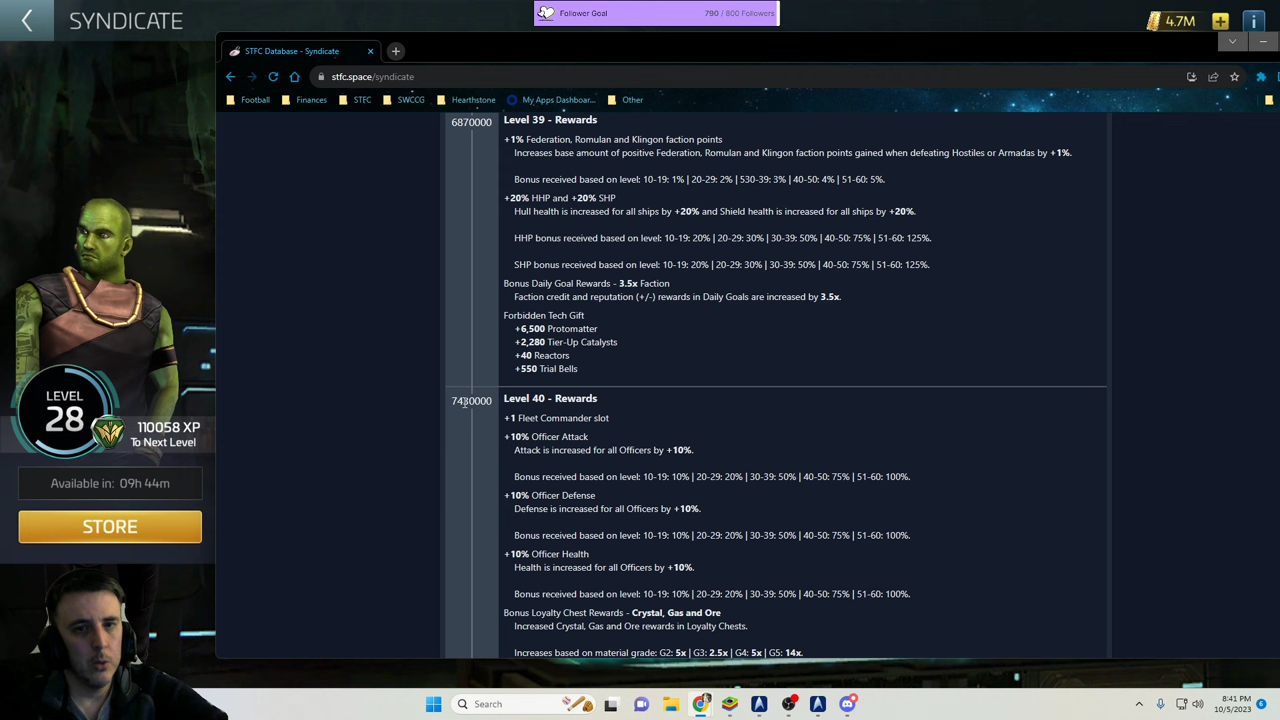 SYNDICATE
Follower Goal
790 / 800 Followers
4.7M
STFC Database - Syndicate
stfc.space/syndicate
Football
Finances
STFC
SWCCG
Hearthstone
My Apps Dashboar...
Other
6870000
Level 39 - Rewards
+1% Federation, Romulan and Klingon faction points
Increases base amount of positive Federation, Romulan and Klingon faction points gained when defeating Hostiles or Armadas by +1%.
Bonus received based on level: 10-19: 1% | 20-29: 2% | 530-39: 3% | 40-50: 4% | 51-60: 5%.
+20% HHP and +20% SHP
Hull health is increased for all ships by +20% and Shield health is increased for all ships by +20%.
HHP bonus received based on level: 10-19: 20% | 20-29: 30% | 30-39: 50% | 40-50: 75% | 51-60: 125%.
SHP bonus received based on level: 10-19: 20% | 20-29: 30% | 30-39: 50% | 40-50: 75% | 51-60: 125%.
Bonus Daily Goal Rewards - 3.5x Faction
Faction credit and reputation (+/-) rewards in Daily Goals are increased by 3.5x.
Forbidden Tech Gift
+6,500 Protomatter
+2,280 Tier-Up Catalysts
+40 Reactors
+550 Trial Bells
7430000
Level 40 - Rewards
+1 Fleet Commander slot
+10% Officer Attack
Attack is increased for all Officers by +10%.
Bonus received based on level: 10-19: 10% | 20-29: 20% | 30-39: 50% | 40-50: 75% | 51-60: 100%.
+10% Officer Defense
Defense is increased for all Officers by +10%.
Bonus received based on level: 10-19: 10% | 20-29: 20% | 30-39: 50% | 40-50: 75% | 51-60: 100%.
+10% Officer Health
Health is increased for all Officers by +10%.
Bonus received based on level: 10-19: 10% | 20-29: 20% | 30-39: 50% | 40-50: 75% | 51-60: 100%.
Bonus Loyalty Chest Rewards - Crystal, Gas and Ore
Increased Crystal, Gas and Ore rewards in Loyalty Chests.
Increases based on material grade: G2: 5x | G3: 2.5x | G4: 5x | G5: 14x.
LEVEL
28
110058 XP
To Next Level
Available in: 09h 44m
STORE
Search
8:41 PM
10/5/2023